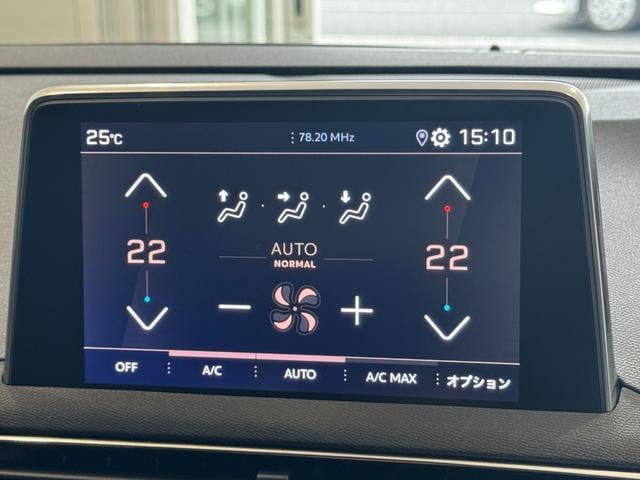 25℃ 78.20 MHz 15:10
22 22
AUTO
NORMAL
OFF A/C AUTO A/C MAX オプション